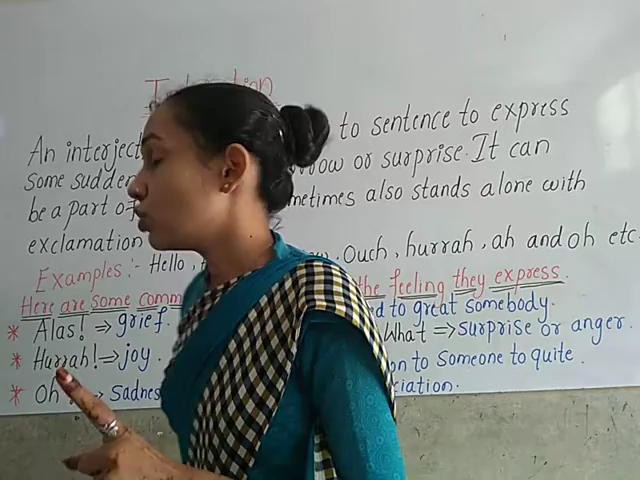 to sentence to express
An interject
or surprise. It can
some sudden
be a part of metimes also stands alone with
exclamation
Examples:- Hello, Ouch, hurrah, ah and oh etc.
Here are some comm the feeling they express.
* Alas! ⇒ grief. d to great somebody.
What ⇒ surprise or anger.
* Hurrah! ⇒ joy. on to someone to quite
* Oh ⇒ Sadne ciation.